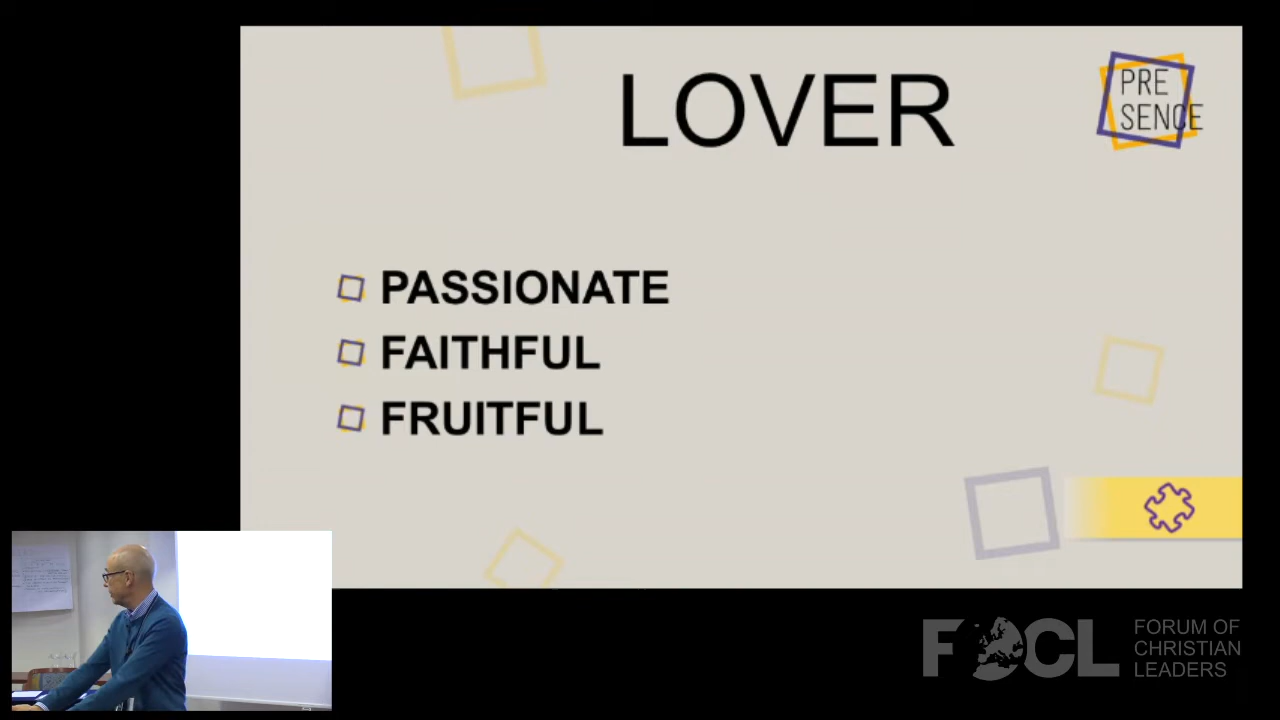 LOVER
PRE
SENCE
PASSIONATE
FAITHFUL
FRUITFUL
FOCL
FORUM OF
CHRISTIAN
LEADERS